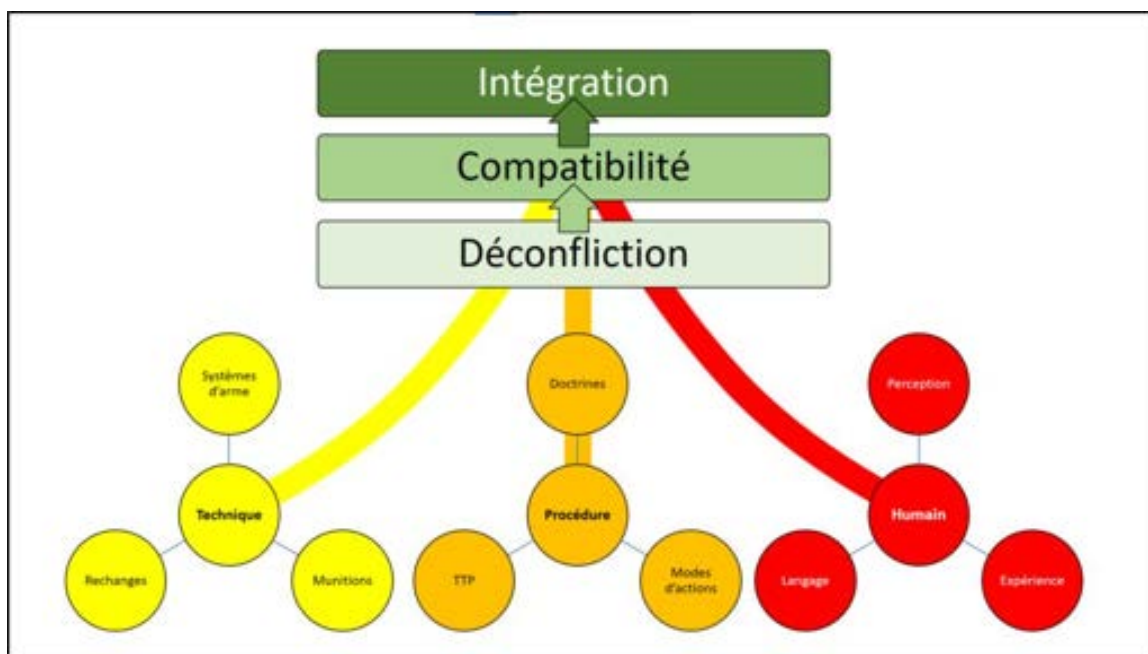 Intégration
Compatibilité
Déconfliction
Systèmes
d'arme
Technique
Rechanges
Munitions
Doctrines
Procédure
TTP
Modes
d'actions
Perception
Humain
Langage
Expérience